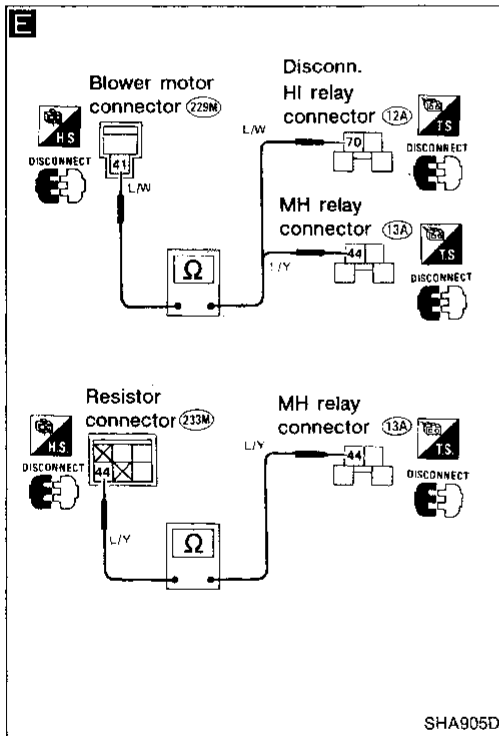 E
Blower motor
connector 229M
H.S
DISCONNECT
41
L/W
Disconn.
HI relay
connector 12A
L/W
70
T.S
DISCONNECT
MH relay
connector 13A
44
L/Y
T.S
DISCONNECT
Ω
Resistor
connector 233M
H.S.
DISCONNECT
44
L/Y
MH relay
connector 13A
L/Y
44
T.S.
DISCONNECT
Ω
SHA905D